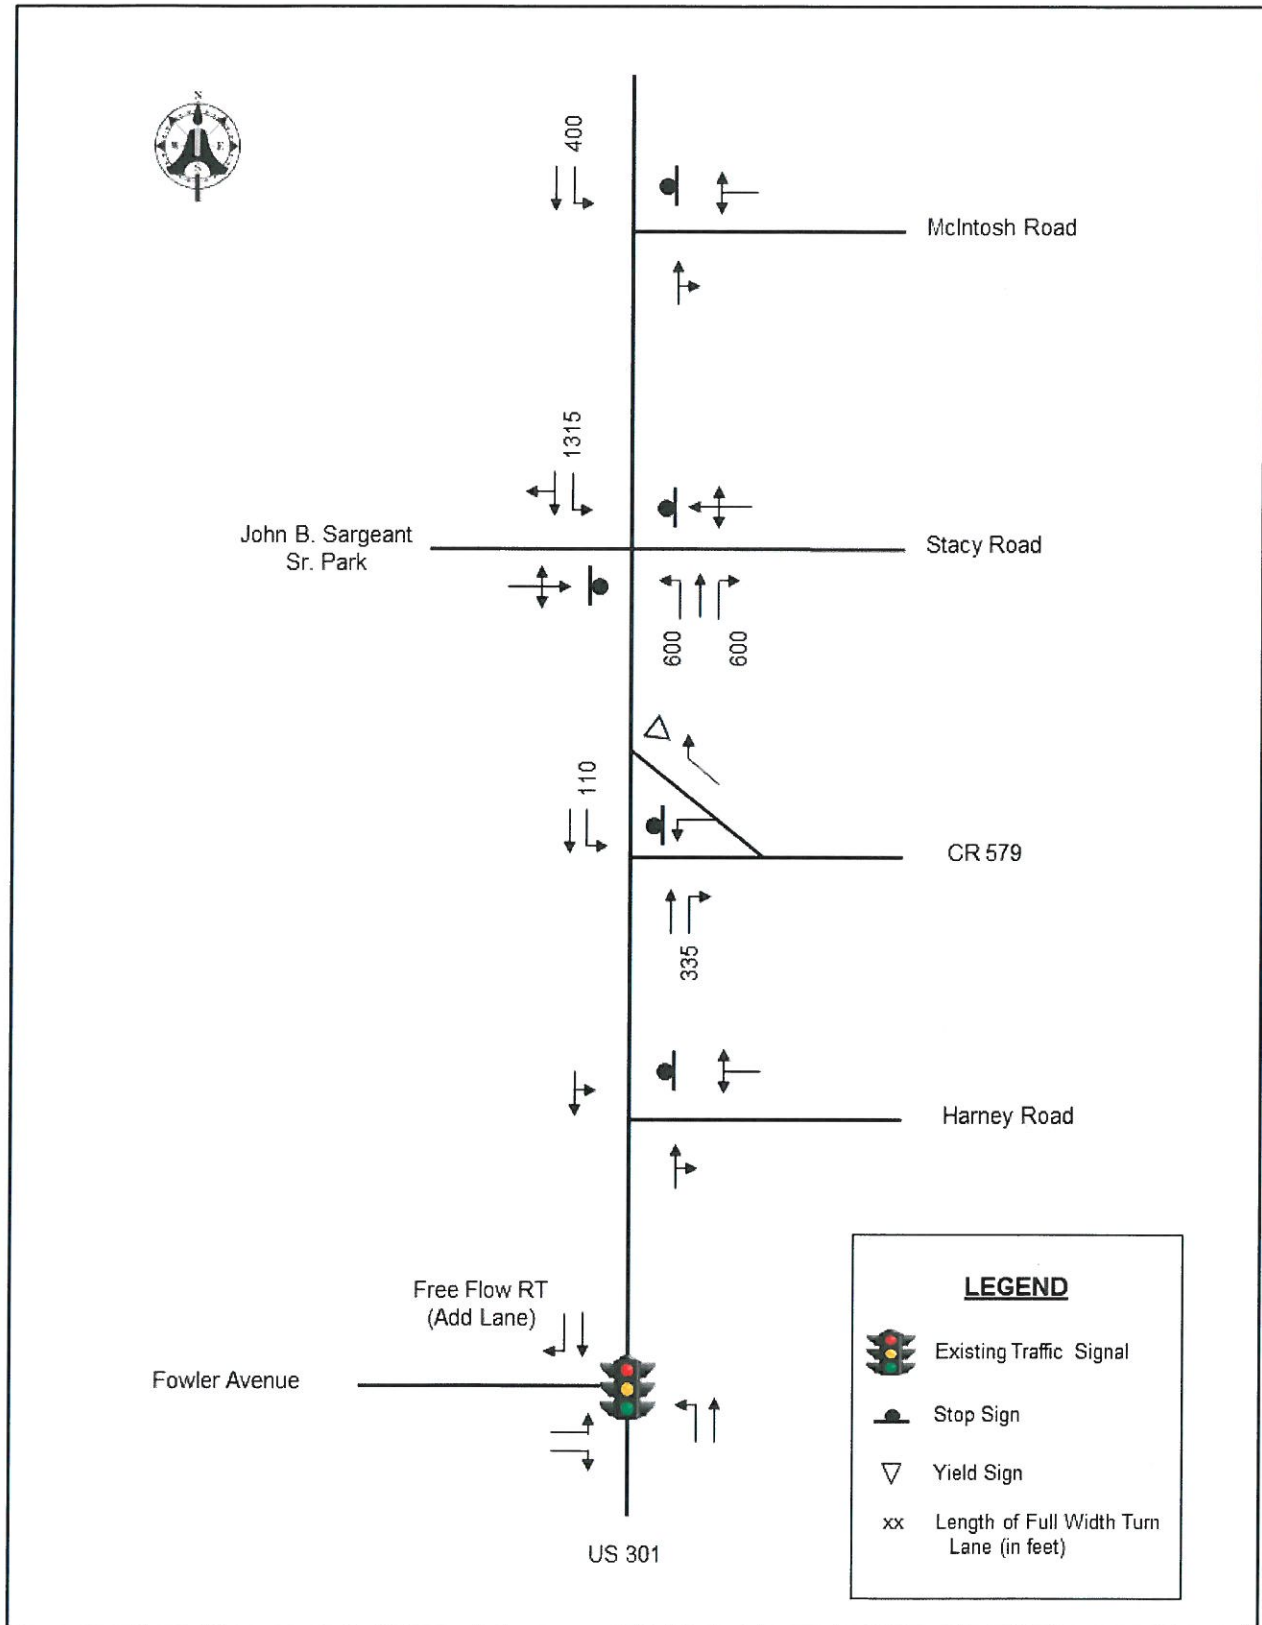 N
W E
S
400
McIntosh Road
1315
John B. Sargeant
Sr. Park
Stacy Road
600 600
110
CR 579
335
Harney Road
Free Flow RT
(Add Lane)
Fowler Avenue
US 301
LEGEND
Existing Traffic Signal
Stop Sign
Yield Sign
xx Length of Full Width Turn
Lane (in feet)